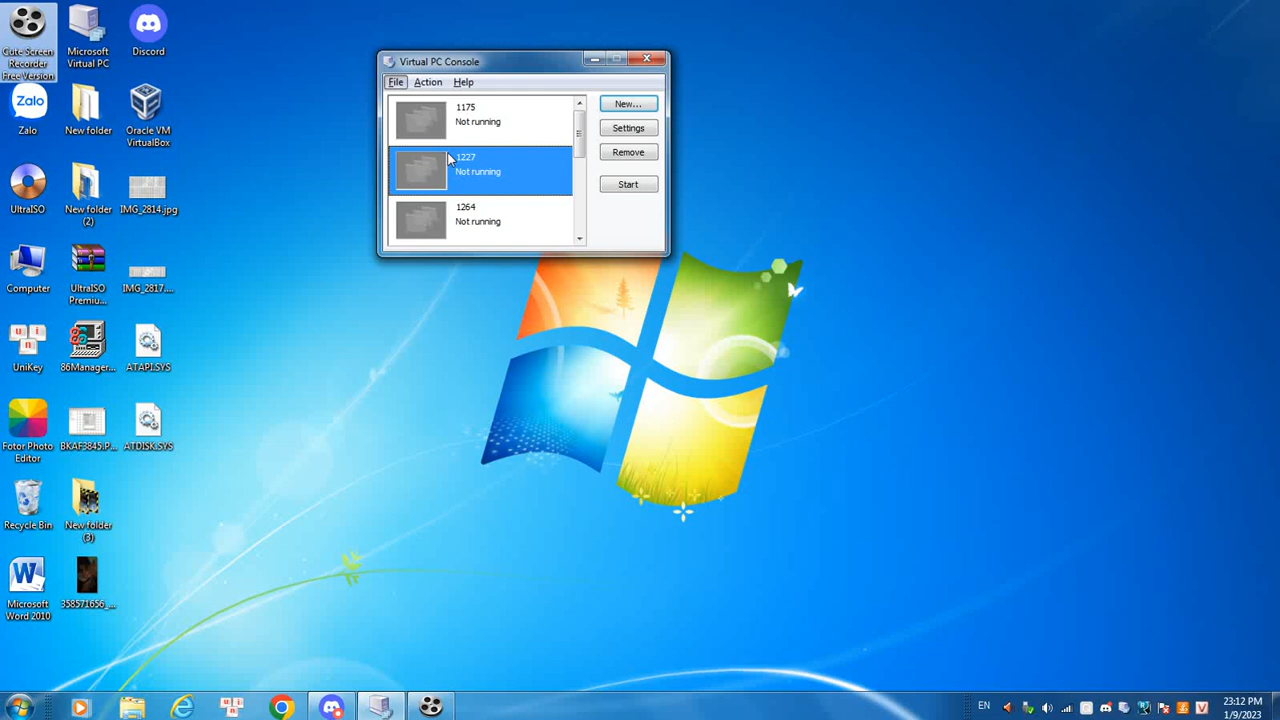 Cute Screen
Recorder
Free Version
Microsoft
Virtual PC
Discord
Zalo
Zalo
New folder
Oracle VM
VirtualBox
UltraISO
New folder
(2)
IMG_2814.jpg
Computer
UltraISO
Premiu...
IMG_2817....
u n
i
UniKey
86Manager...
ATAPI.SYS
Fotor Photo
Editor
BKAF3845.P...
ATDISK.SYS
Recycle Bin
New folder
(3)
Microsoft
Word 2010
358571656_...
Virtual PC Console
File Action Help
1175
Not running
1227
Not running
1264
Not running
New...
Settings
Remove
Start
EN
23:12 PM
1/9/2023